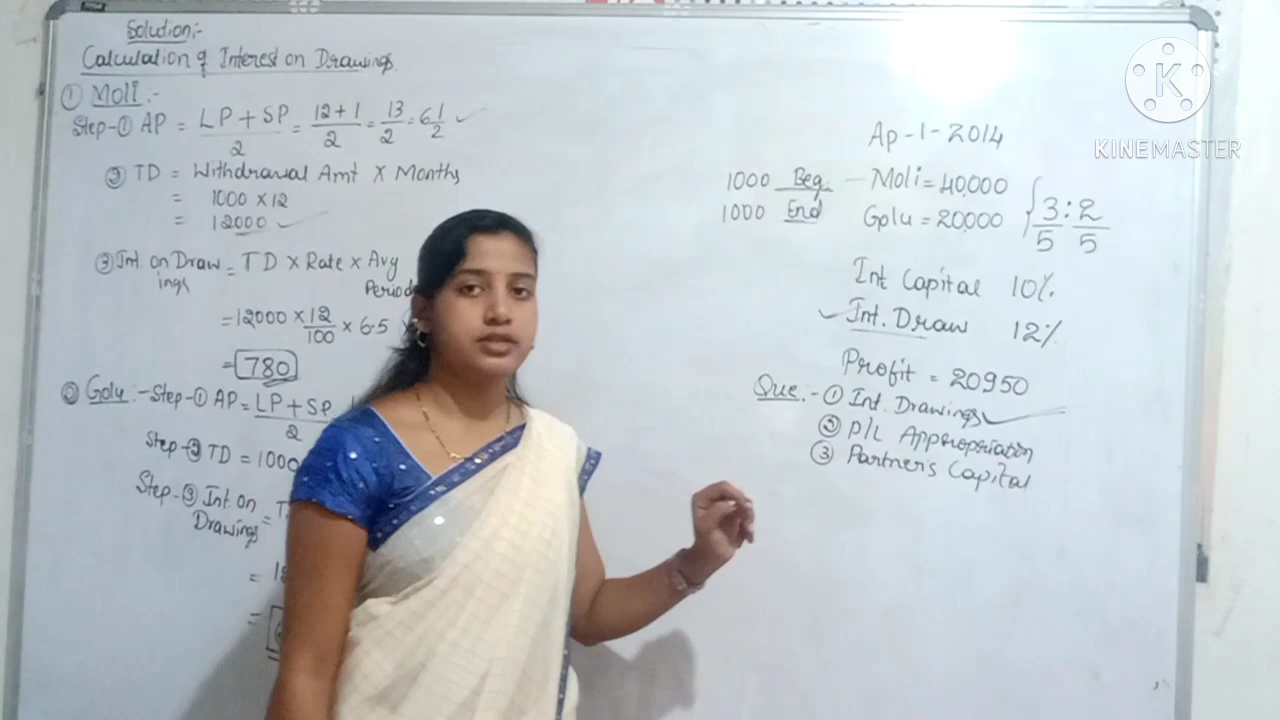 Solution:-
Calculation of Interest on Drawings.
① Moli :-
Step-① AP = LP + SP / 2 = 12+1 / 2 = 13 / 2 = 6 1/2 ✓
② TD = Withdrawal Amt × Months
= 1000 × 12
= 12000 ✓
③ Int. on Drawings = TD × Rate × Avg Period
= 12000 × 12/100 × 6.5
= 780
② Golu :- Step-① AP = LP + SP / 2
Step-② TD = 1000
Step-③ Int. on Drawings =
=
=
Ap-1-2014
1000 Beg. — Moli = 40,000
1000 End Golu = 20,000 { 3/5 : 2/5
Int Capital 10%
✓ Int. Draw 12%
Profit = 20950
Que:- ① Int. Drawings ✓
② P/L Appropriation
③ Partner's Capital
K
KINEMASTER